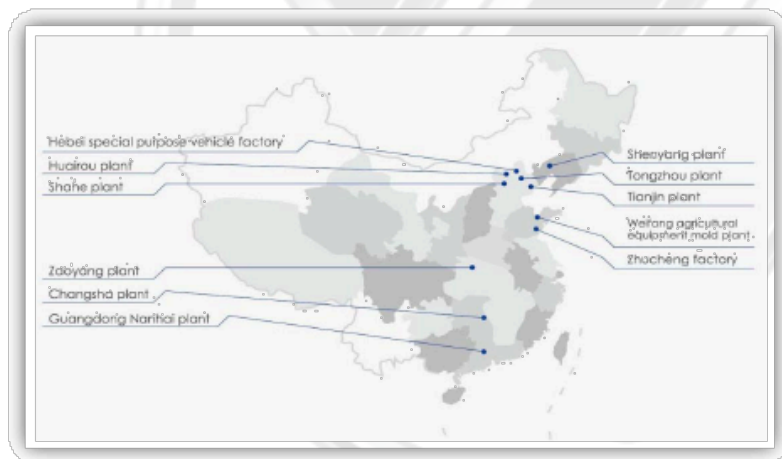 Hebei special purpose vehicle factory
Huairou plant
Shahe plant
Zaoyang plant
Changsha plant
Guangdong Nanhai plant
Shenyang plant
Tongzhou plant
Tianjin plant
Weifang agricultural
equipment mold plant
Zhucheng factory